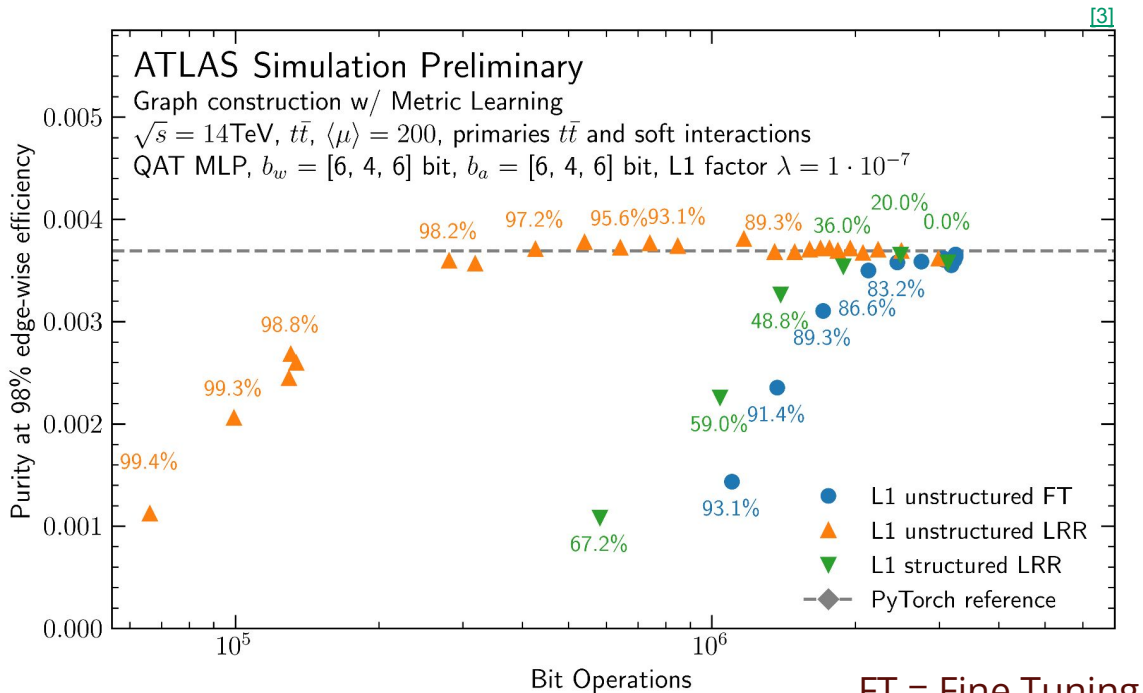 [3]
ATLAS Simulation Preliminary
Graph construction w/ Metric Learning
√s = 14TeV, tt̄, ⟨μ⟩ = 200, primaries tt̄ and soft interactions
QAT MLP, b_w = [6, 4, 6] bit, b_a = [6, 4, 6] bit, L1 factor λ = 1 · 10⁻⁷
Purity at 98% edge-wise efficiency
0.005
0.004
0.003
0.002
0.001
0.000
98.2%
97.2%
95.6%
93.1%
89.3%
36.0%
20.0%
0.0%
98.8%
99.3%
99.4%
83.2%
86.6%
48.8%
89.3%
59.0%
91.4%
93.1%
67.2%
L1 unstructured FT
L1 unstructured LRR
L1 structured LRR
PyTorch reference
10⁵
10⁶
Bit Operations
FT = Fine Tuning